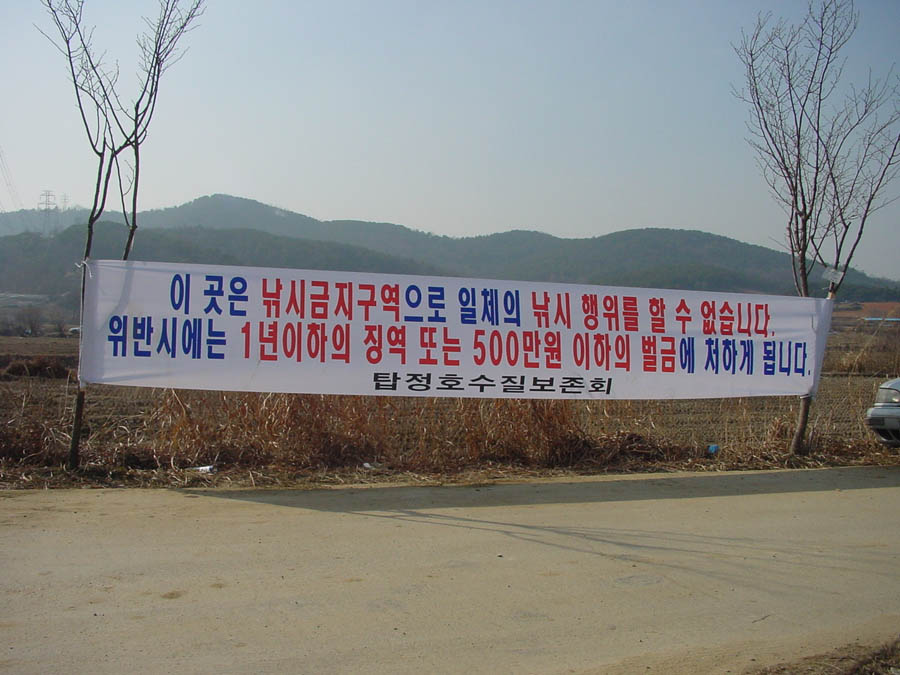 이 곳은 낚시금지구역으로 일체의 낚시 행위를 할 수 없습니다.
위반시에는 1년이하의 징역 또는 500만원 이하의 벌금에 처하게 됩니다.
탑정호수질보존회